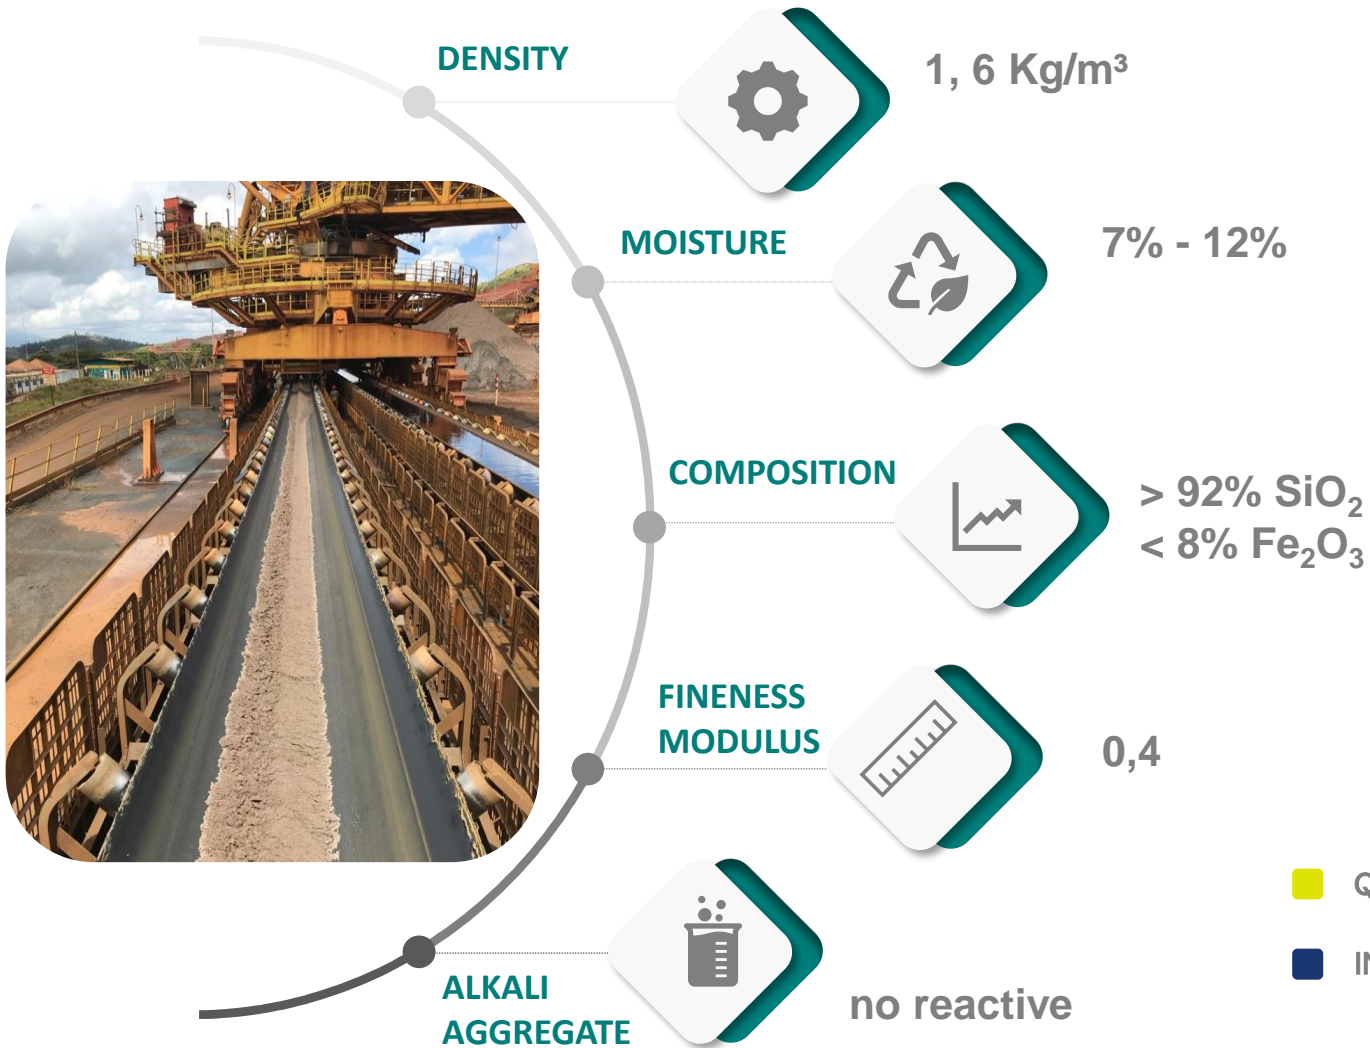 DENSITY
1, 6 Kg/m³
MOISTURE
7% - 12%
COMPOSITION
> 92% SiO₂
< 8% Fe₂O₃
FINENESS
MODULUS
0,4
ALKALI
AGGREGATE
no reactive